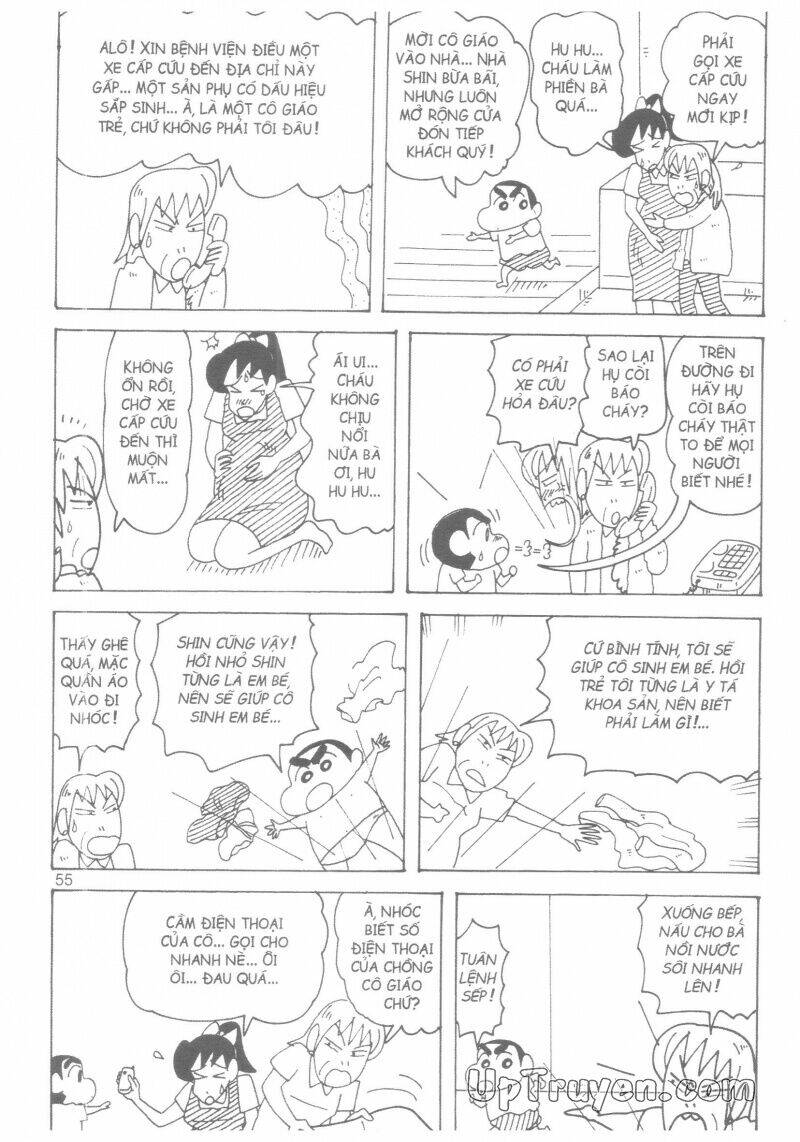 PHẢI
GỌI XE
CẤP CỨU
NGAY
MỚI KỊP!
HU HU...
CHÁU LÀM
PHIỀN BÀ
QUÁ...
MỜI CÔ GIÁO
VÀO NHÀ... NHÀ
SHIN BỪA BÃI,
NHƯNG LUÔN
MỞ RỘNG CỬA
ĐÓN TIẾP
KHÁCH QUÝ!
ALÔ! XIN BỆNH VIỆN ĐIỀU MỘT
XE CẤP CỨU ĐẾN ĐỊA CHỈ NÀY
GẤP... MỘT SẢN PHỤ CÓ DẤU HIỆU
SẮP SINH... À, LÀ MỘT CÔ GIÁO
TRẺ, CHỨ KHÔNG PHẢI TÔI ĐÂU!
TRÊN
ĐƯỜNG ĐI
HÃY HỤ
CÒI BÁO
CHÁY THẬT
TO ĐỂ MỌI
NGƯỜI
BIẾT NHÉ!
SAO LẠI
HỤ CÒI
BÁO
CHÁY?
CÓ PHẢI
XE CỨU
HỎA ĐÂU?
ÁI UI...
CHÁU
KHÔNG
CHỊU
NỔI
NỮA BÀ
ƠI, HU
HU HU...
KHÔNG
ỔN RỒI,
CHỜ XE
CẤP CỨU
ĐẾN THÌ
MUỘN
MẤT...
CỨ BÌNH TĨNH, TÔI SẼ
GIÚP CÔ SINH EM BÉ. HỒI
TRẺ TÔI TỪNG LÀ Y TÁ
KHOA SẢN, NÊN BIẾT
PHẢI LÀM GÌ!...
SHIN CŨNG VẬY!
HỒI NHỎ SHIN
TỪNG LÀ EM BÉ,
NÊN SẼ GIÚP CÔ
SINH EM BÉ...
THẤY GHÊ
QUÁ, MẶC
QUẦN ÁO
VÀO ĐI
NHÓC!
55
XUỐNG BẾP,
NẤU CHO BÀ
NỒI NƯỚC
SÔI NHANH
LÊN!
TUÂN
LỆNH
SẾP!
À, NHÓC
BIẾT SỐ
ĐIỆN THOẠI
CỦA CHỒNG
CÔ GIÁO
CHỨ?
CẦM ĐIỆN THOẠI
CỦA CÔ... GỌI CHO
NHANH NÈ... ÔI
ÔI... ĐAU QUÁ...
UpTruyen.com